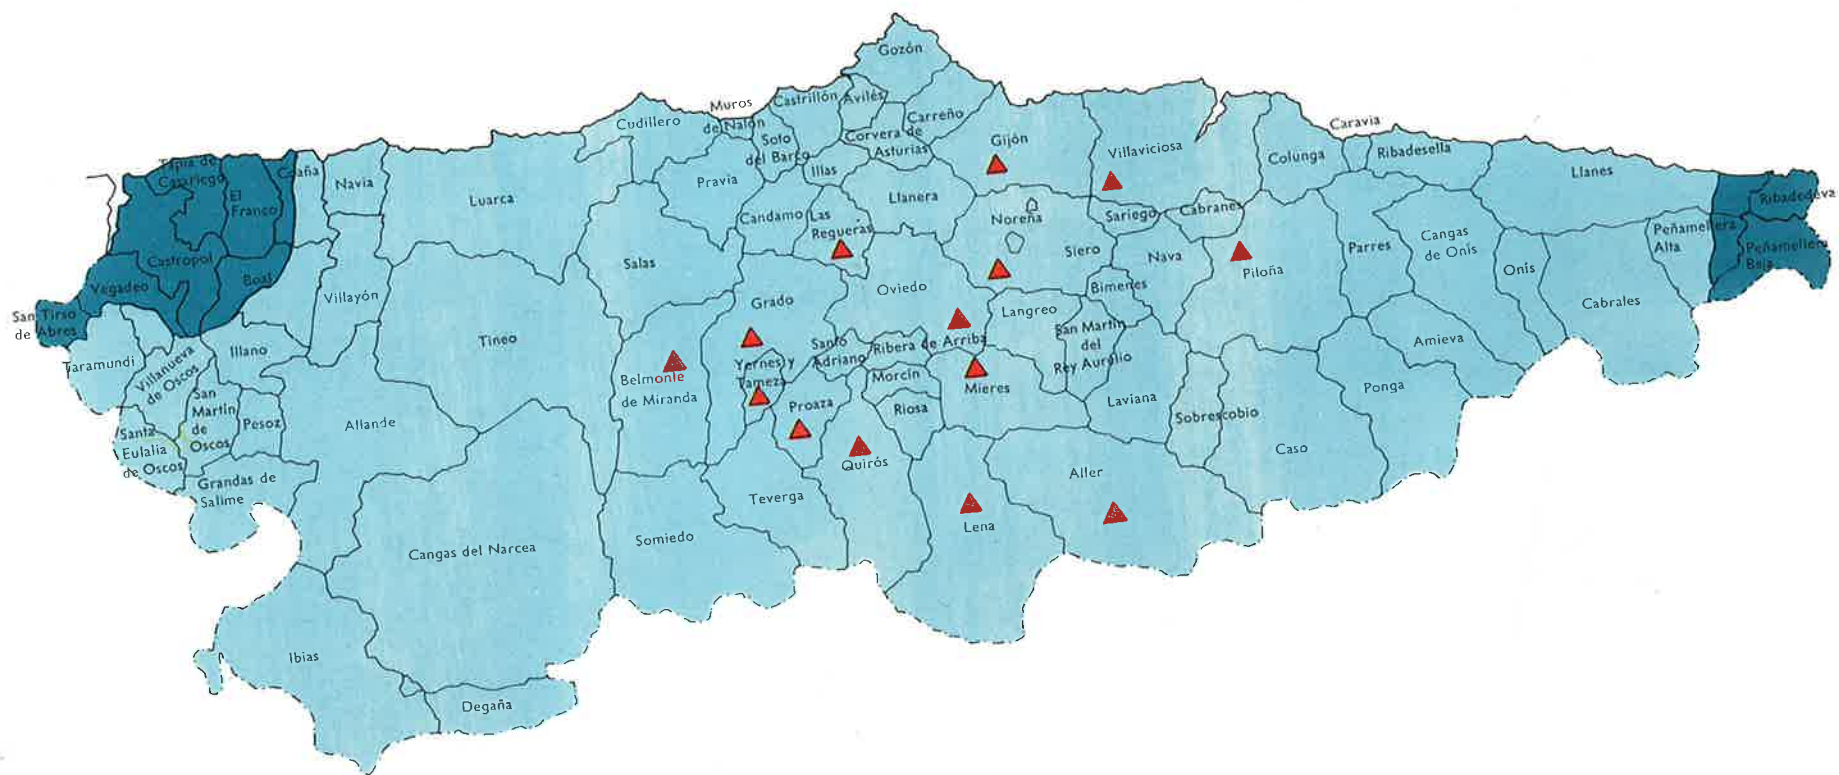 Gozón
Muros
de Nalón
Castrillón
Avilés
Carreño
Cudillero
Soto
del Barco
Corvera de
Asturias
Gijón
Villaviciosa
Caravia
Colunga
Ribadesella
Llanes
Tapia de
Casariego
El
Franco
Coaña
Navia
Luarca
Pravia
Illas
Llanera
Candamo
Las
Regueras
Noreña
Siero
Sariego
Cabranes
Nava
Piloña
Parres
Cangas
de Onís
Onís
Peñamellera
Alta
Ribadedeva
Peñamellera
Baja
Cabrales
Castropol
Vegadeo
Boal
San Tirso
de Abres
Villayón
Salas
Grado
Oviedo
Langreo
Bimenes
San Martín
del
Rey Aurelio
Taramundi
Villanueva
de Oscos
Illano
Tineo
Belmonte
de Miranda
Yernes y
Tameza
Santo
Adriano
Ribera de Arriba
Morcín
Mieres
Amieva
Ponga
San
Martín
de
Oscos
Pesoz
Allande
Proaza
Riosa
Laviana
Sobrescobio
Caso
Santa
Eulalia
de Oscos
Grandas de
Salime
Quirós
Teverga
Aller
Lena
Cangas del Narcea
Somiedo
Ibias
Degaña